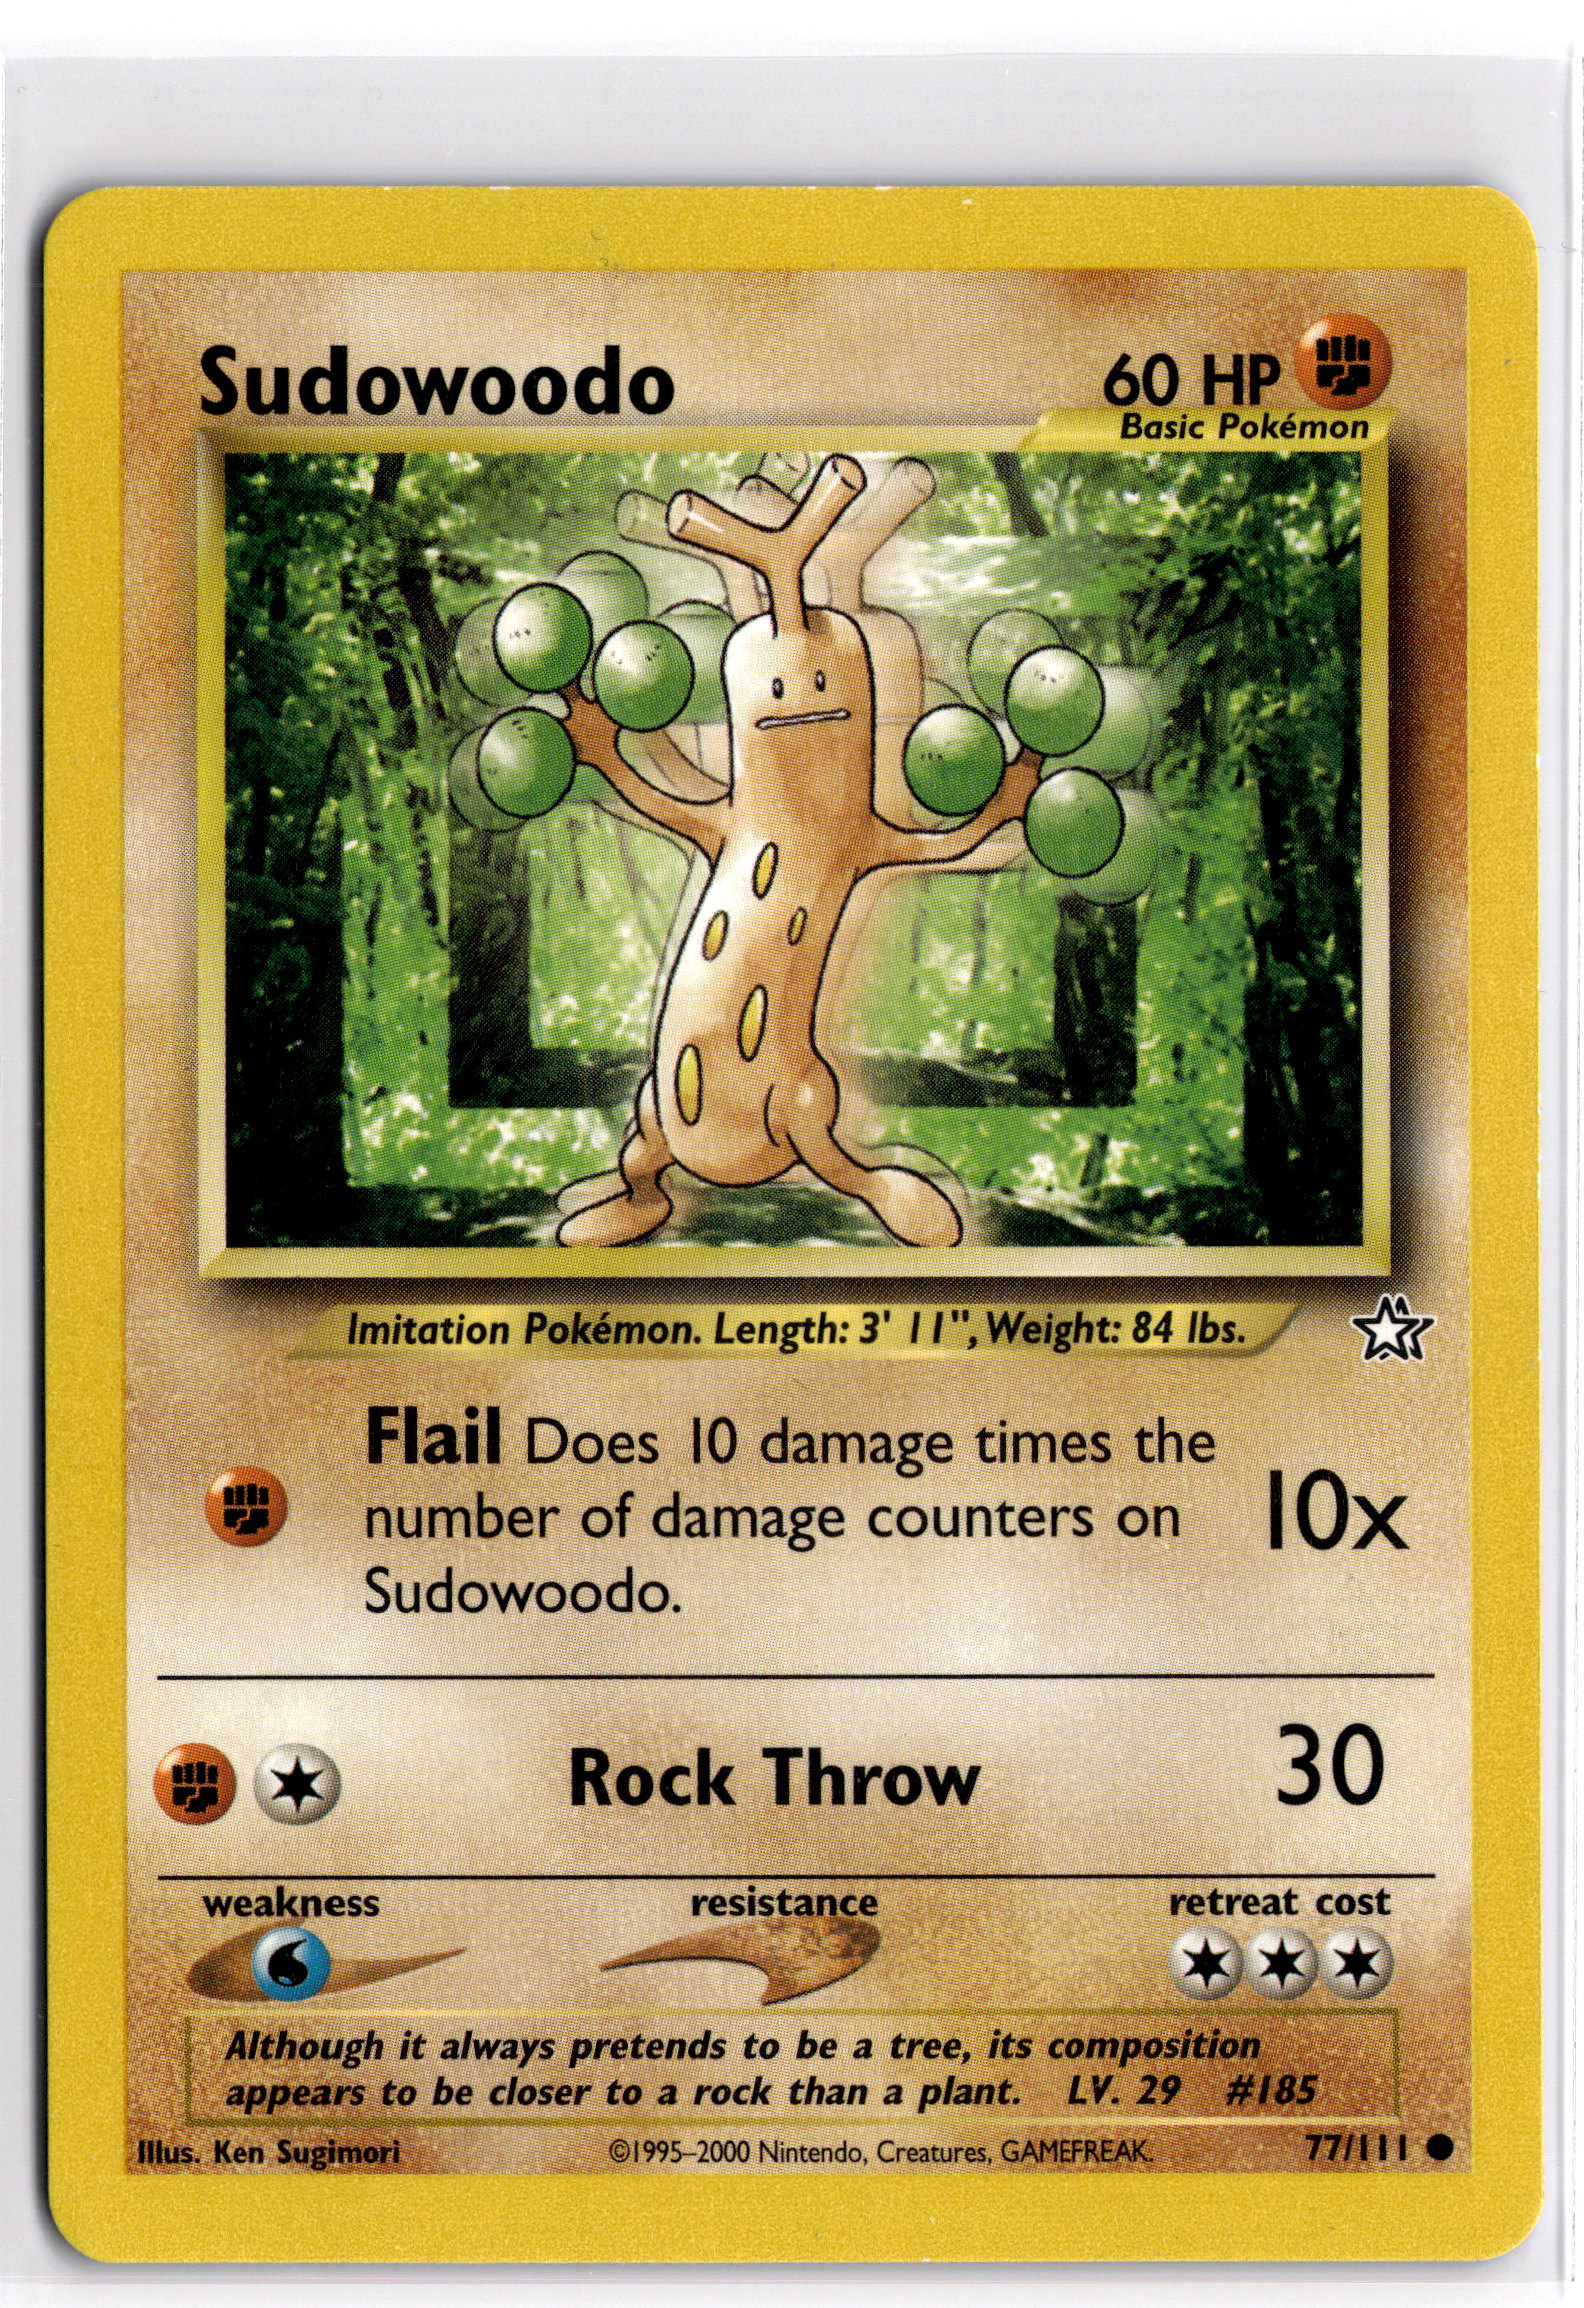 Sudowoodo
60 HP
Basic Pokémon
Imitation Pokémon. Length: 3' 11", Weight: 84 lbs.
Flail Does 10 damage times the
number of damage counters on
Sudowoodo.
10x
Rock Throw
30
weakness
resistance
retreat cost
Although it always pretends to be a tree, its composition
appears to be closer to a rock than a plant. LV. 29 #185
Illus. Ken Sugimori
©1995–2000 Nintendo, Creatures, GAMEFREAK.
77/111